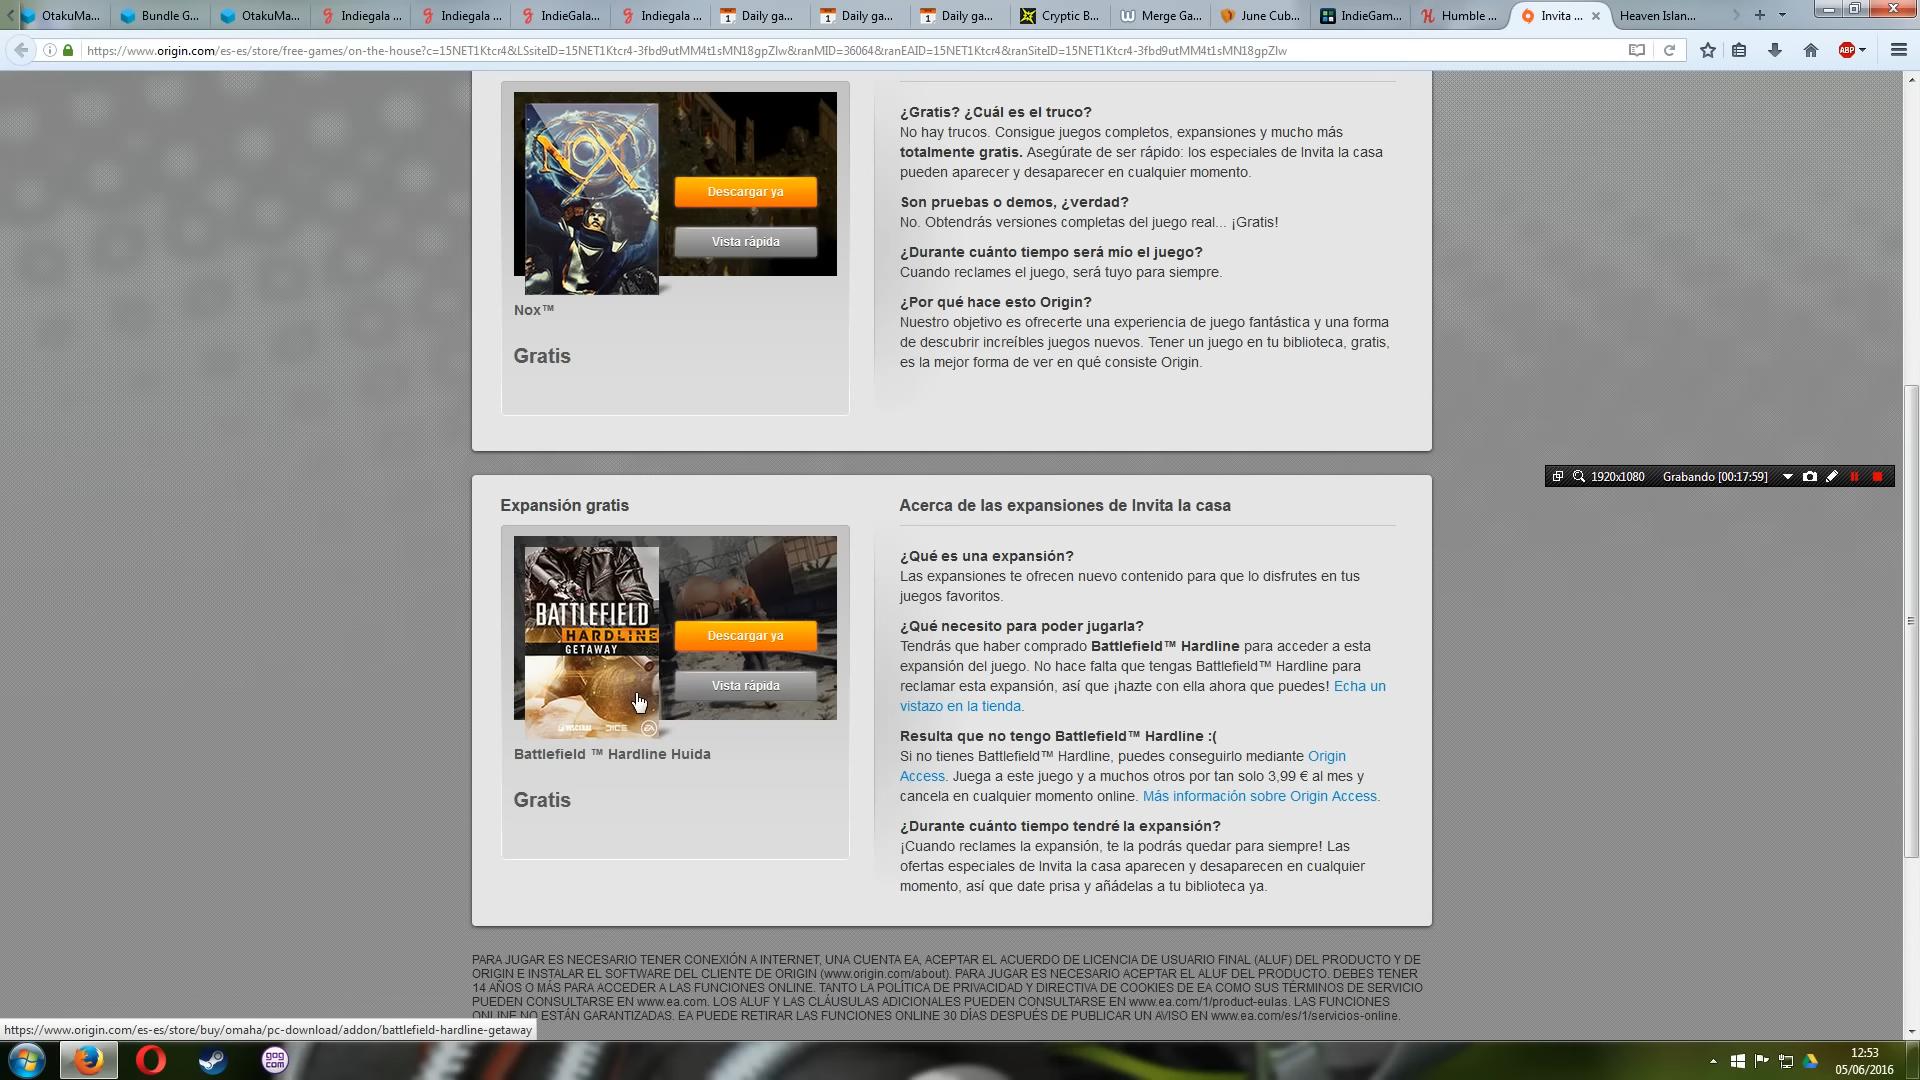 OtakuMa...
Bundle G...
OtakuMa...
Indiegala ...
Indiegala ...
IndieGala...
Indiegala ...
Daily ga...
Daily ga...
Daily ga...
Cryptic B...
Merge Ga...
June Cub...
IndieGam...
Humble ...
Invita ...
Heaven Islan...
https://www.origin.com/es-es/store/free-games/on-the-house?c=15NET1Ktcr4&LSsiteID=15NET1Ktcr4-3fbd9utMM4t1sMN18gpZIw&ranMID=36064&ranEAID=15NET1Ktcr4&ranSiteID=15NET1Ktcr4-3fbd9utMM4t1sMN18gpZIw
ABP
NOX
Descargar ya
Vista rápida
Nox™
Gratis
¿Gratis? ¿Cuál es el truco?
No hay trucos. Consigue juegos completos, expansiones y mucho más
totalmente gratis. Asegúrate de ser rápido: los especiales de Invita la casa
pueden aparecer y desaparecer en cualquier momento.
Son pruebas o demos, ¿verdad?
No. Obtendrás versiones completas del juego real... ¡Gratis!
¿Durante cuánto tiempo será mío el juego?
Cuando reclames el juego, será tuyo para siempre.
¿Por qué hace esto Origin?
Nuestro objetivo es ofrecerte una experiencia de juego fantástica y una forma
de descubrir increíbles juegos nuevos. Tener un juego en tu biblioteca, gratis,
es la mejor forma de ver en qué consiste Origin.
1920x1080 Grabando [00:17:59]
Expansión gratis
BATTLEFIELD
HARDLINE
GETAWAY
VISCERAL DICE EA
Descargar ya
Vista rápida
Battlefield ™ Hardline Huida
Gratis
Acerca de las expansiones de Invita la casa
¿Qué es una expansión?
Las expansiones te ofrecen nuevo contenido para que lo disfrutes en tus
juegos favoritos.
¿Qué necesito para poder jugarla?
Tendrás que haber comprado Battlefield™ Hardline para acceder a esta
expansión del juego. No hace falta que tengas Battlefield™ Hardline para
reclamar esta expansión, así que ¡hazte con ella ahora que puedes! Echa un
vistazo en la tienda.
Resulta que no tengo Battlefield™ Hardline :(
Si no tienes Battlefield™ Hardline, puedes conseguirlo mediante Origin
Access. Juega a este juego y a muchos otros por tan solo 3,99 € al mes y
cancela en cualquier momento online. Más información sobre Origin Access.
¿Durante cuánto tiempo tendré la expansión?
¡Cuando reclames la expansión, te la podrás quedar para siempre! Las
ofertas especiales de Invita la casa aparecen y desaparecen en cualquier
momento, así que date prisa y añádelas a tu biblioteca ya.
PARA JUGAR ES NECESARIO TENER CONEXIÓN A INTERNET, UNA CUENTA EA, ACEPTAR EL ACUERDO DE LICENCIA DE USUARIO FINAL (ALUF) DEL PRODUCTO Y DE
ORIGIN E INSTALAR EL SOFTWARE DEL CLIENTE DE ORIGIN (www.origin.com/about). PARA JUGAR ES NECESARIO ACEPTAR EL ALUF DEL PRODUCTO. DEBES TENER
14 AÑOS O MÁS PARA ACCEDER A LAS FUNCIONES ONLINE. TANTO LA POLÍTICA DE PRIVACIDAD Y DIRECTIVA DE COOKIES DE EA COMO SUS TÉRMINOS DE SERVICIO
PUEDEN CONSULTARSE EN www.ea.com. LOS ALUF Y LAS CLÁUSULAS ADICIONALES PUEDEN CONSULTARSE EN www.ea.com/1/product-eulas. LAS FUNCIONES
ONLINE NO ESTÁN GARANTIZADAS. EA PUEDE RETIRAR LAS FUNCIONES ONLINE 30 DÍAS DESPUÉS DE PUBLICAR UN AVISO EN www.ea.com/es/1/servicios-online.
https://www.origin.com/es-es/store/buy/omaha/pc-download/addon/battlefield-hardline-getaway
gog
com
12:53
05/06/2016